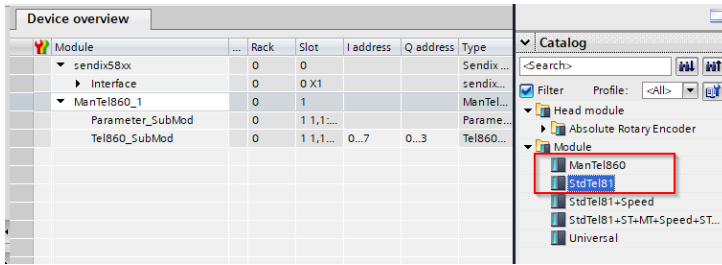 Device overview
Module ... Rack Slot I address Q address Type
sendix58xx 0 0 Sendix ...
Interface 0 0 X1 sendix...
ManTel860_1 0 1 ManTel...
Parameter_SubMod 0 1 1,1:... Parame...
Tel860_SubMod 0 1 1,1... 0...7 0...3 Tel860...
Catalog
<Search>
Filter Profile: <All>
Head module
Absolute Rotary Encoder
Module
ManTel860
StdTel81
StdTel81+Speed
StdTel81+ST+MT+Speed+ST...
Universal